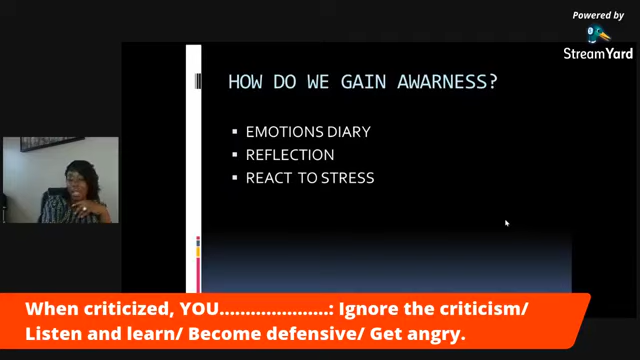 Powered by
StreamYard
HOW DO WE GAIN AWARNESS?
▪ EMOTIONS DIARY
▪ REFLECTION
▪ REACT TO STRESS
When criticized, YOU.....................: Ignore the criticism/
Listen and learn/ Become defensive/ Get angry.